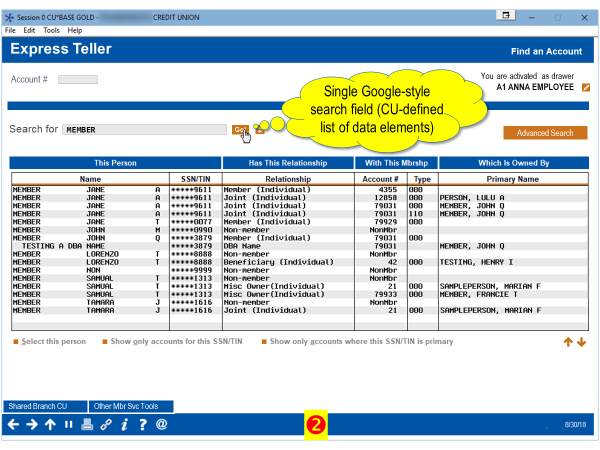 Session 0 CU*BASE GOLD - CREDIT UNION
File Edit Tools Help
Express Teller
Find an Account
Account #
You are activated as drawer
A1 ANNA EMPLOYEE
Single Google-style
search field (CU-defined
list of data elements)
Search for MEMBER
Go!
Advanced Search
This Person Has This Relationship With This Mbrshp Which Is Owned By
Name SSN/TIN Relationship Account # Type Primary Name
MEMBER JANE A *****9611 Member (Individual) 4355 000
MEMBER JANE A *****9611 Joint (Individual) 12858 000 PERSON, LULU A
MEMBER JANE A *****9611 Joint (Individual) 79031 000 MEMBER, JOHN Q
MEMBER JANE A *****9611 Joint (Individual) 79031 110 MEMBER, JOHN Q
MEMBER JANE T *****0077 Member (Individual) 79929 000
MEMBER JOHN M *****0990 Non-member NonMbr
MEMBER JOHN Q *****3879 Member (Individual) 79031 000
TESTING A DBA NAME *****3879 DBA Name 79031 MEMBER, JOHN Q
MEMBER LORENZO T *****8888 Non-member NonMbr
MEMBER LORENZO T *****8888 Beneficiary (Individual) 42 000 TESTING, HENRY I
MEMBER NON *****9999 Non-member NonMbr
MEMBER SAMUAL T *****1313 Non-member NonMbr
MEMBER SAMUAL T *****1313 Misc Owner(Individual) 21 000 SAMPLEPERSON, MARIAN F
MEMBER SAMUAL T *****1313 Misc Owner(Individual) 79933 000 MEMBER, FRANCIE T
MEMBER TAMARA J *****1616 Non-member NonMbr
MEMBER TAMARA J *****1616 Joint (Individual) 21 000 SAMPLEPERSON, MARIAN F
Select this person Show only accounts for this SSN/TIN Show only accounts where this SSN/TIN is primary
Shared Branch CU Other Mbr Svc Tools
2
8/30/18